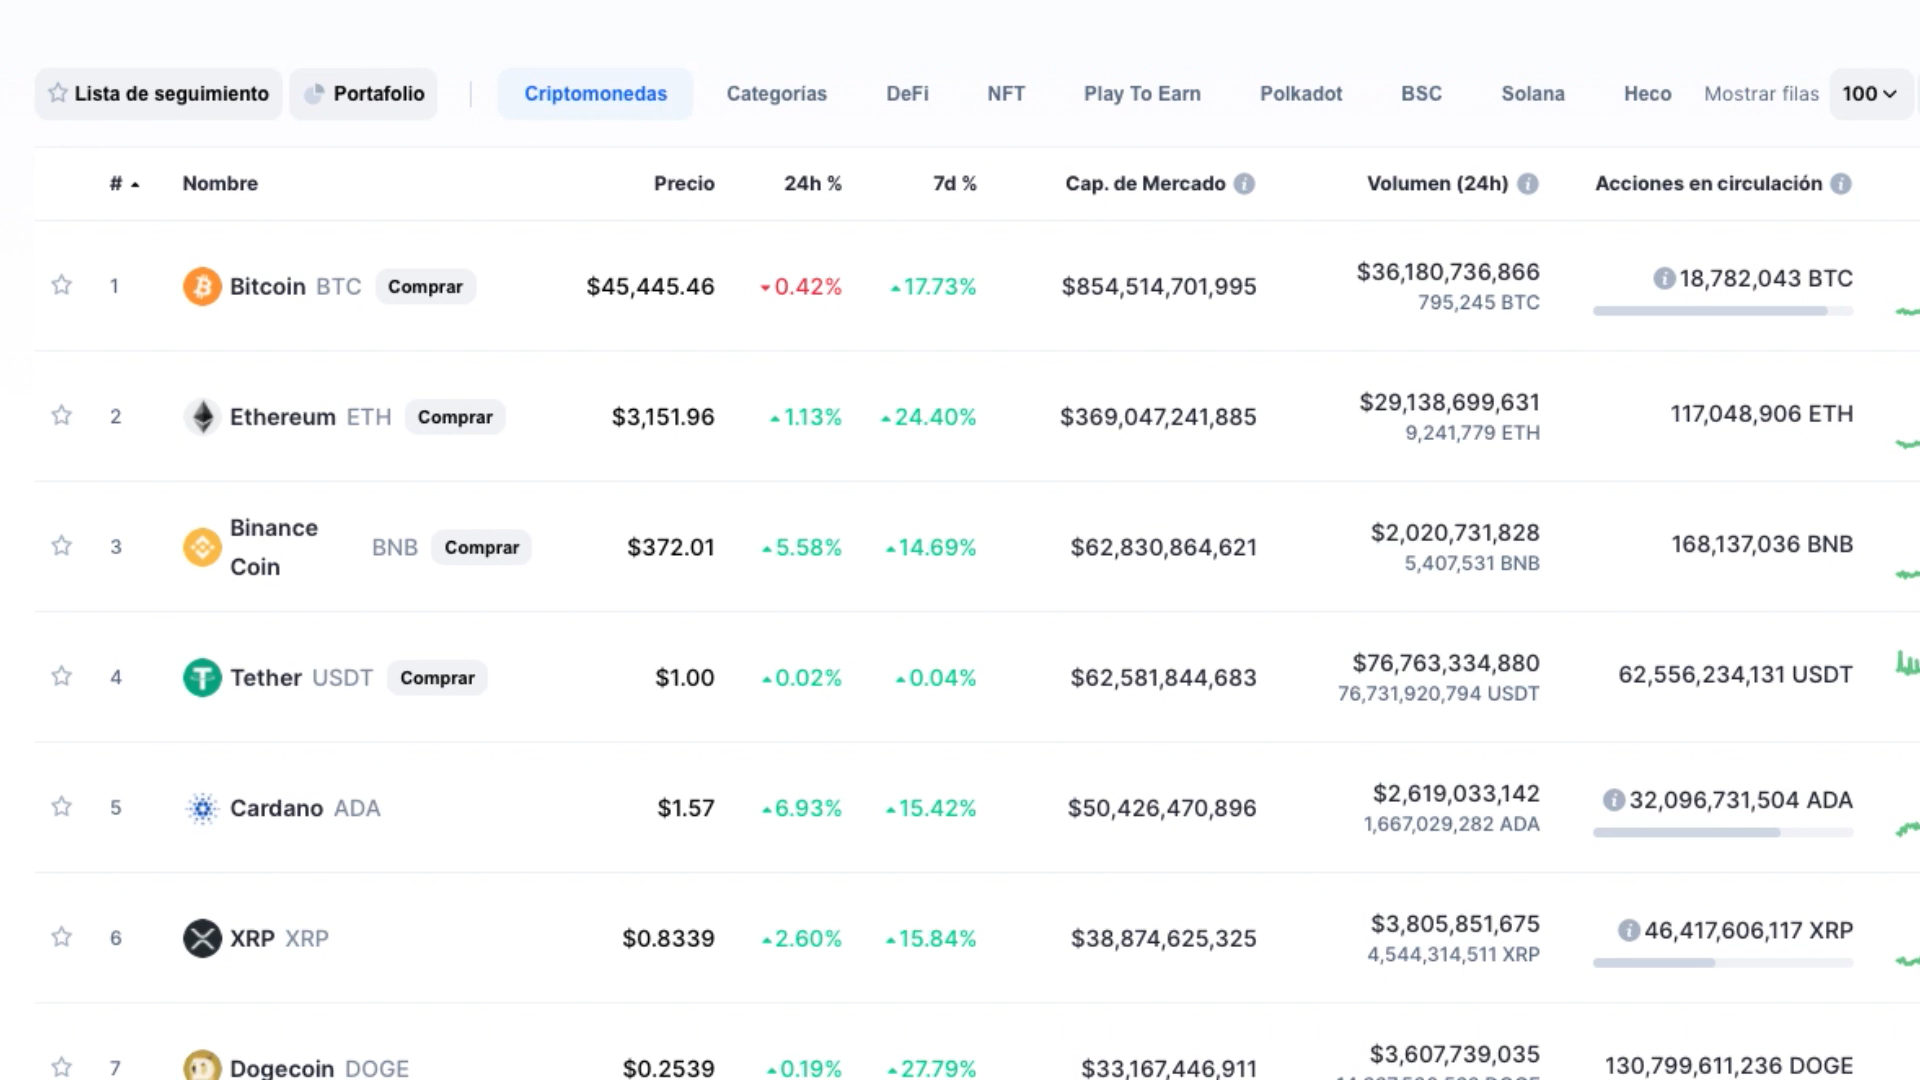 Lista de seguimiento Portafolio Criptomonedas Categorías DeFi NFT Play To Earn Polkadot BSC Solana Heco Mostrar filas 100
# Nombre Precio 24h % 7d % Cap. de Mercado Volumen (24h) Acciones en circulación
1 Bitcoin BTC Comprar $45,445.46 0.42% 17.73% $854,514,701,995 $36,180,736,866 18,782,043 BTC
795,245 BTC
2 Ethereum ETH Comprar $3,151.96 1.13% 24.40% $369,047,241,885 $29,138,699,631 117,048,906 ETH
9,241,779 ETH
3 Binance Coin BNB Comprar $372.01 5.58% 14.69% $62,830,864,621 $2,020,731,828 168,137,036 BNB
5,407,531 BNB
4 Tether USDT Comprar $1.00 0.02% 0.04% $62,581,844,683 $76,763,334,880 62,556,234,131 USDT
76,731,920,794 USDT
5 Cardano ADA $1.57 6.93% 15.42% $50,426,470,896 $2,619,033,142 32,096,731,504 ADA
1,667,029,282 ADA
6 XRP XRP $0.8339 2.60% 15.84% $38,874,625,325 $3,805,851,675 46,417,606,117 XRP
4,544,314,511 XRP
7 Dogecoin DOGE $0.2539 0.19% 27.79% $33,167,446,911 $3,607,739,035 130,799,611,236 DOGE